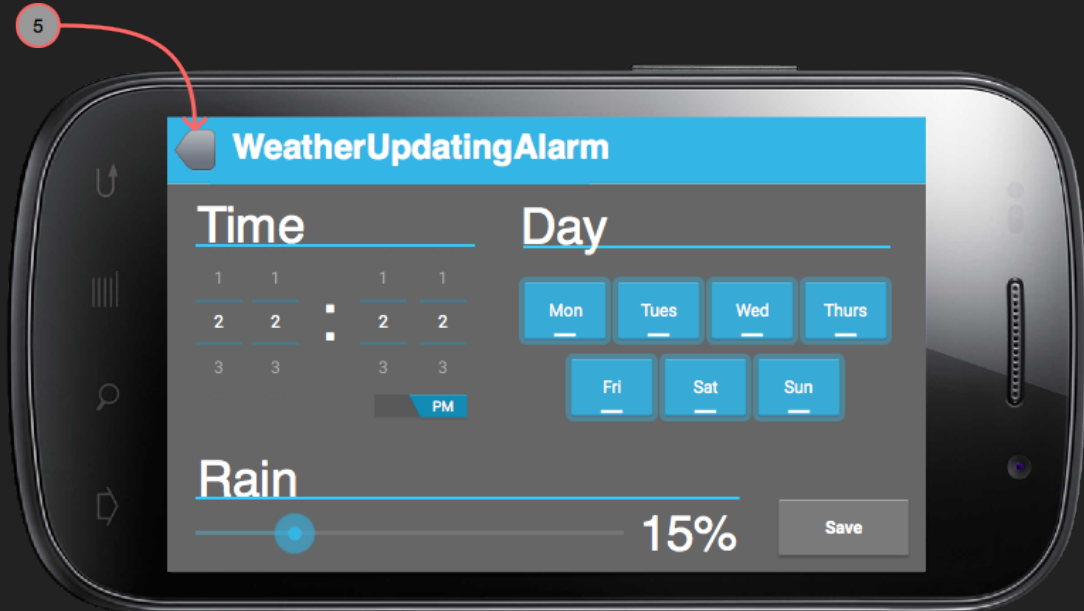 5
WeatherUpdatingAlarm
Time
Day
1 1 1 1
2 2 : 2 2
3 3 3 3
PM
Mon Tues Wed Thurs
Fri Sat Sun
Rain
15%
Save